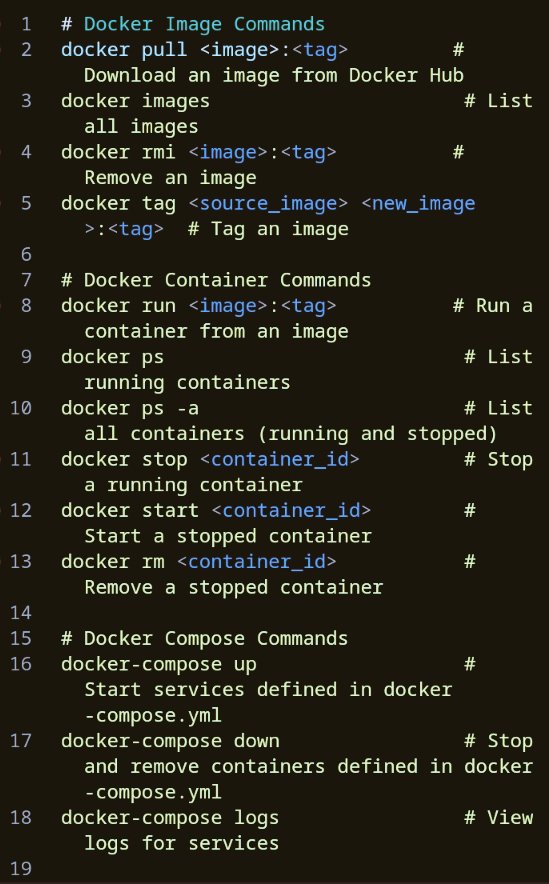 1 # Docker Image Commands
2 docker pull <image>:<tag> #
Download an image from Docker Hub
3 docker images # List
all images
4 docker rmi <image>:<tag> #
Remove an image
5 docker tag <source_image> <new_image
>:<tag> # Tag an image
6
7 # Docker Container Commands
8 docker run <image>:<tag> # Run a
container from an image
9 docker ps # List
running containers
10 docker ps -a # List
all containers (running and stopped)
11 docker stop <container_id> # Stop
a running container
12 docker start <container_id> #
Start a stopped container
13 docker rm <container_id> #
Remove a stopped container
14
15 # Docker Compose Commands
16 docker-compose up #
Start services defined in docker
-compose.yml
17 docker-compose down # Stop
and remove containers defined in docker
-compose.yml
18 docker-compose logs # View
logs for services
19